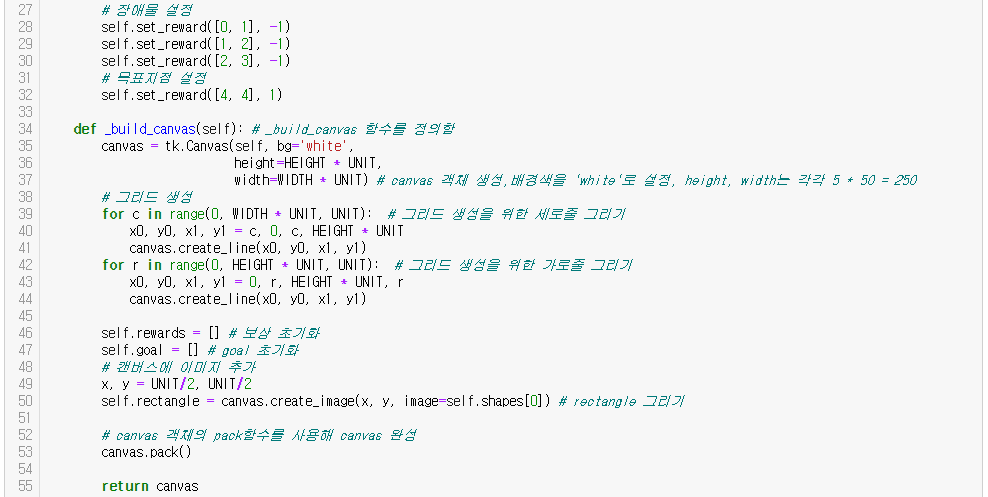 27 # 장애물 설정
28 self.set_reward([0, 1], -1)
29 self.set_reward([1, 2], -1)
30 self.set_reward([2, 3], -1)
31 # 목표지점 설정
32 self.set_reward([4, 4], 1)
33
34 def _build_canvas(self): # _build_canvas 함수를 정의함
35 canvas = tk.Canvas(self, bg='white',
36 height=HEIGHT * UNIT,
37 width=WIDTH * UNIT) # canvas 객체 생성,배경색을 'white'로 설정, height, width는 각각 5 * 50 = 250
38 # 그리드 생성
39 for c in range(0, WIDTH * UNIT, UNIT): # 그리드 생성을 위한 세로줄 그리기
40 x0, y0, x1, y1 = c, 0, c, HEIGHT * UNIT
41 canvas.create_line(x0, y0, x1, y1)
42 for r in range(0, HEIGHT * UNIT, UNIT): # 그리드 생성을 위한 가로줄 그리기
43 x0, y0, x1, y1 = 0, r, HEIGHT * UNIT, r
44 canvas.create_line(x0, y0, x1, y1)
45
46 self.rewards = [] # 보상 초기화
47 self.goal = [] # goal 초기화
48 # 캔버스에 이미지 추가
49 x, y = UNIT/2, UNIT/2
50 self.rectangle = canvas.create_image(x, y, image=self.shapes[0]) # rectangle 그리기
51
52 # canvas 객체의 pack함수를 사용해 canvas 완성
53 canvas.pack()
54
55 return canvas